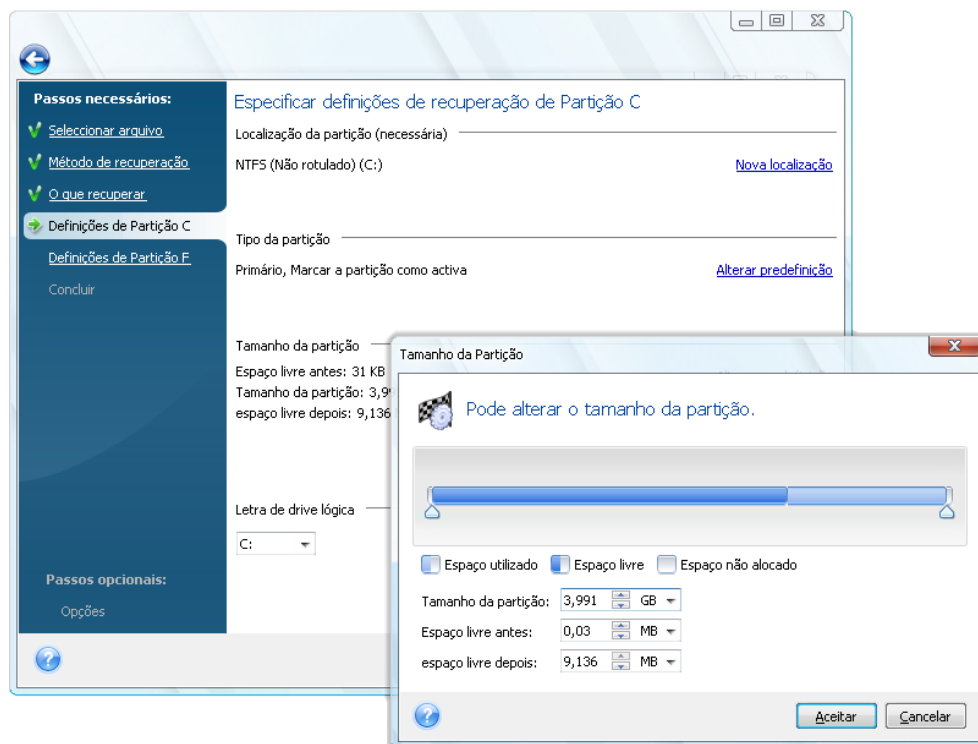 Passos necessários:
Seleccionar arquivo
Método de recuperação
O que recuperar
Definições de Partição C
Definições de Partição F
Concluir
Passos opcionais:
Opções
Especificar definições de recuperação de Partição C
Localização da partição (necessária)
NTFS (Não rotulado) (C:)
Nova localização
Tipo da partição
Primário, Marcar a partição como activa
Alterar predefinição
Tamanho da partição
Espaço livre antes: 31 KB
Tamanho da partição: 3,99
espaço livre depois: 9,136
Letra de drive lógica
C:
Tamanho da Partição
Pode alterar o tamanho da partição.
Espaço utilizado Espaço livre Espaço não alocado
Tamanho da partição: 3,991 GB
Espaço livre antes: 0,03 MB
espaço livre depois: 9,136 MB
Aceitar Cancelar